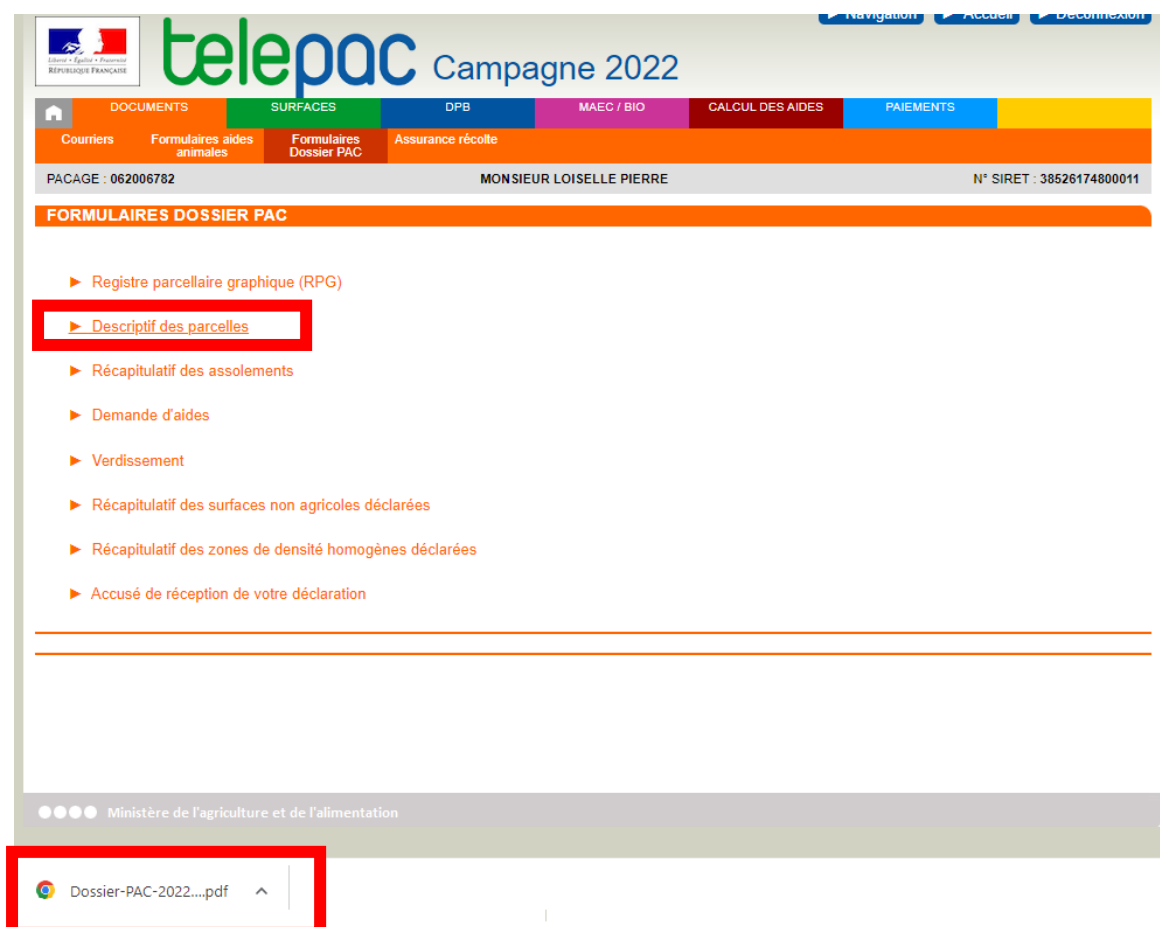 Navigation Accueil Déconnexion
Liberté • Égalité • Fraternité
RÉPUBLIQUE FRANÇAISE
telepac Campagne 2022
DOCUMENTS SURFACES DPB MAEC / BIO CALCUL DES AIDES PAIEMENTS
Courriers Formulaires aides animales Formulaires Dossier PAC Assurance récolte
PACAGE : 062006782 MONSIEUR LOISELLE PIERRE N° SIRET : 38526174800011
FORMULAIRES DOSSIER PAC
Registre parcellaire graphique (RPG)
Descriptif des parcelles
Récapitulatif des assolements
Demande d'aides
Verdissement
Récapitulatif des surfaces non agricoles déclarées
Récapitulatif des zones de densité homogènes déclarées
Accusé de réception de votre déclaration
Ministère de l'agriculture et de l'alimentation
Dossier-PAC-2022....pdf